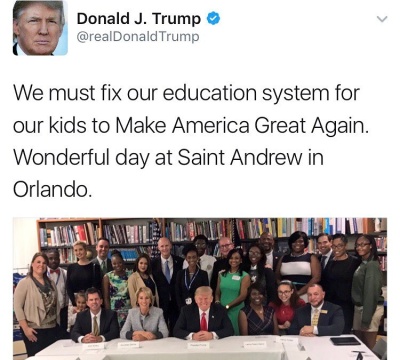 Donald J. Trump
@realDonaldTrump
We must fix our education system for
our kids to Make America Great Again.
Wonderful day at Saint Andrew in
Orlando.